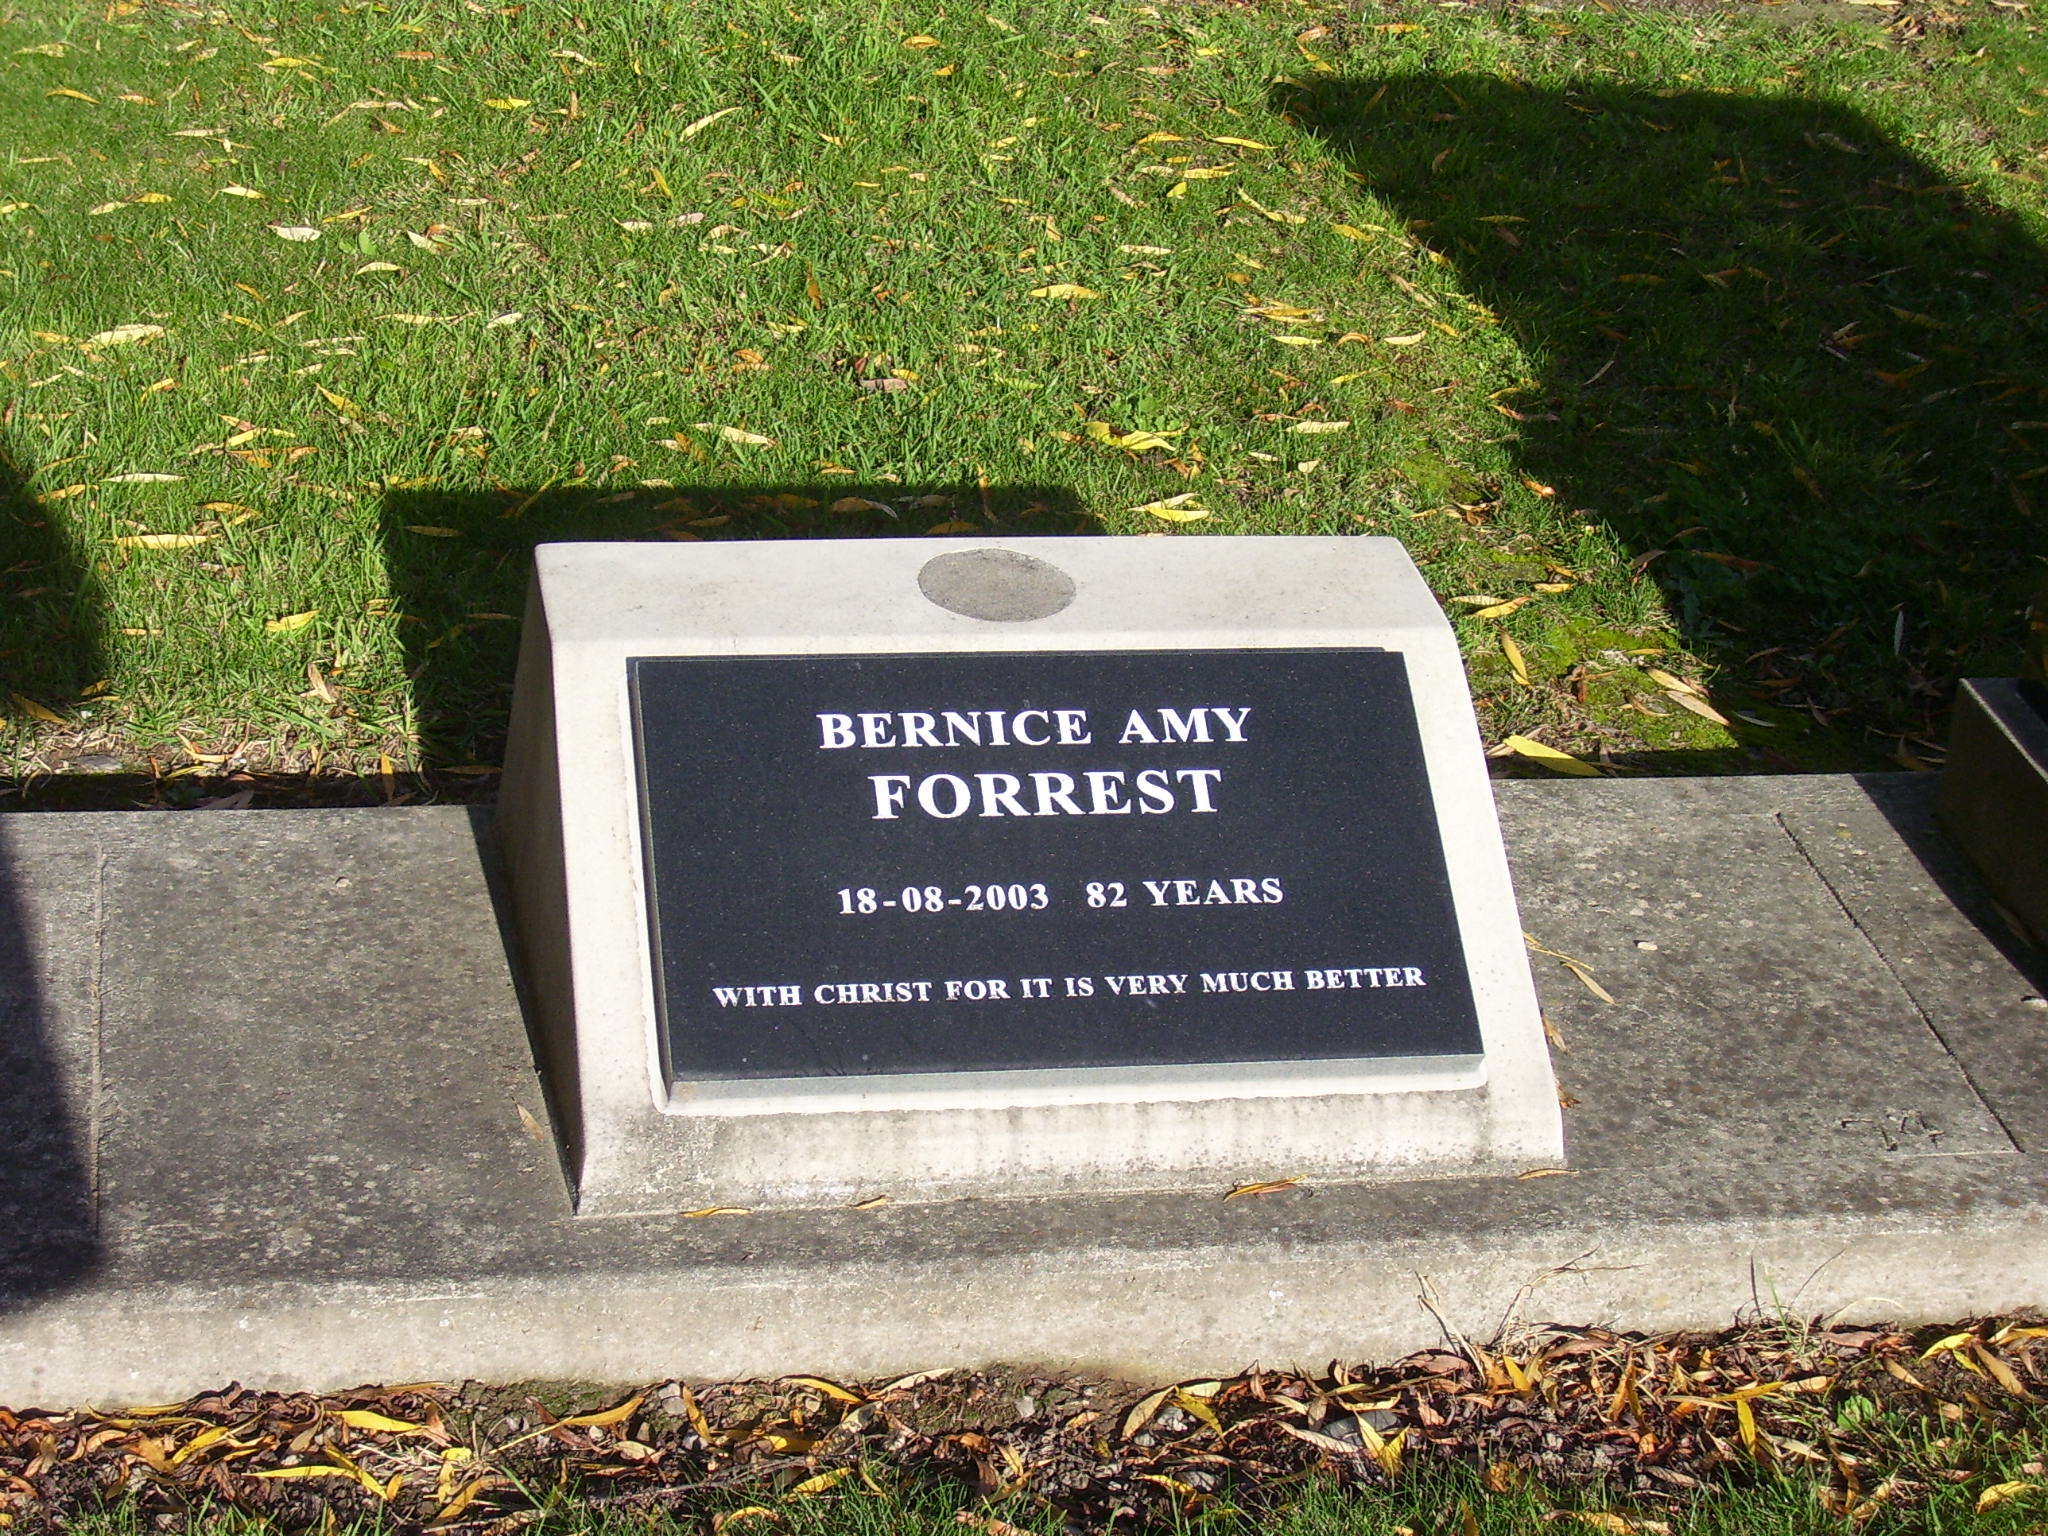 BERNICE AMY
FORREST
18-08-2003 82 YEARS
WITH CHRIST FOR IT IS VERY MUCH BETTER